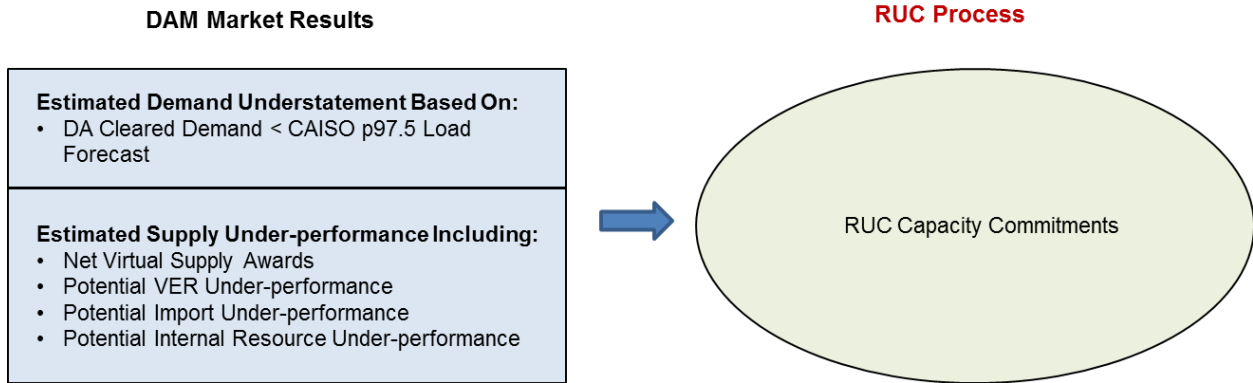 DAM Market Results
RUC Process
Estimated Demand Understatement Based On:
• DA Cleared Demand < CAISO p97.5 Load
Forecast
Estimated Supply Under-performance Including:
• Net Virtual Supply Awards
• Potential VER Under-performance
• Potential Import Under-performance
• Potential Internal Resource Under-performance
RUC Capacity Commitments